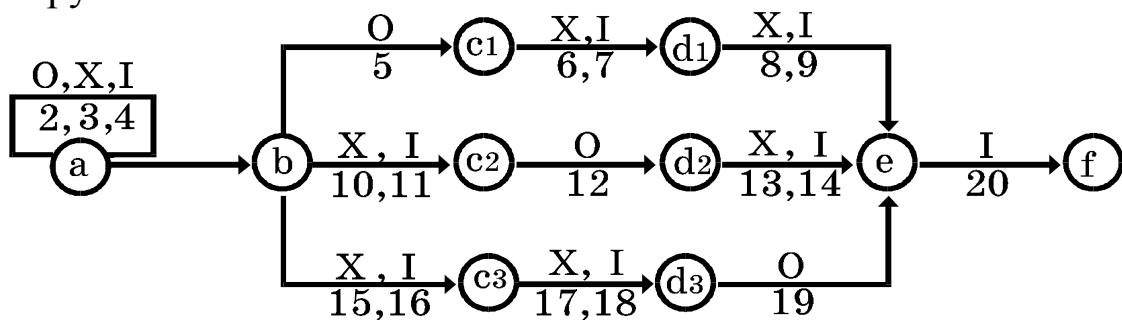 O X,I X,I
c1 d1
5 6,7 8,9
O,X,I
2,3,4
X , I O X , I I
a b c2 d2 e f
10,11 12 13,14 20
X , I X, I O
c3 d3
15,16 17,18 19